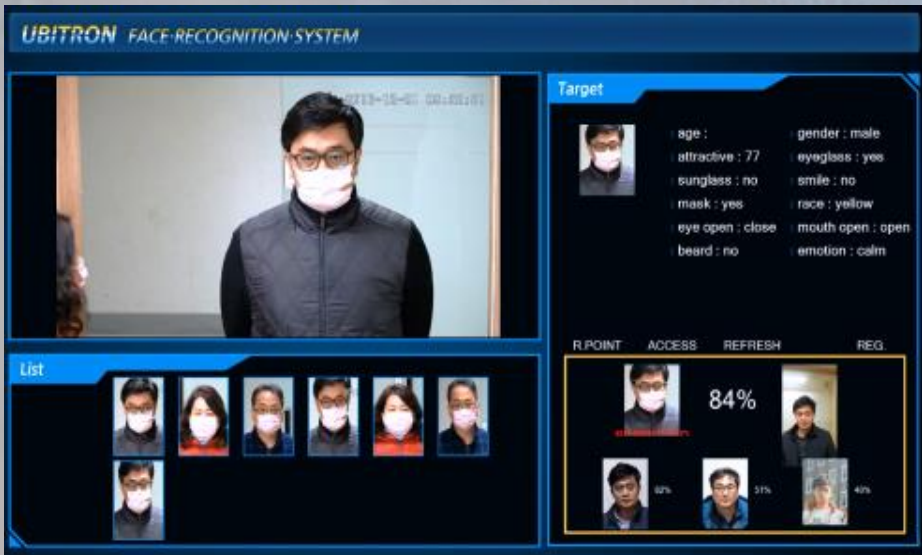 UBITRON FACE·RECOGNITION·SYSTEM
Target
age :
gender : male
attractive : 77
eyeglass : yes
sunglass : no
smile : no
mask : yes
race : yellow
eye open : close
mouth open : open
beard : no
emotion : calm
R.POINT ACCESS REFRESH REG.
84%
51%
List